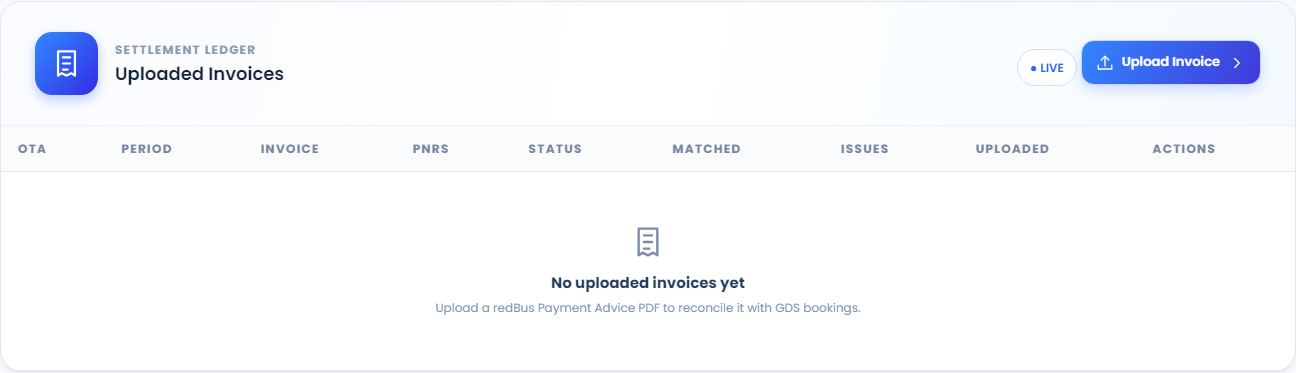 SETTLEMENT LEDGER
Uploaded Invoices
• LIVE
Upload Invoice
OTA PERIOD INVOICE PNRS STATUS MATCHED ISSUES UPLOADED ACTIONS
No uploaded invoices yet
Upload a redBus Payment Advice PDF to reconcile it with GDS bookings.